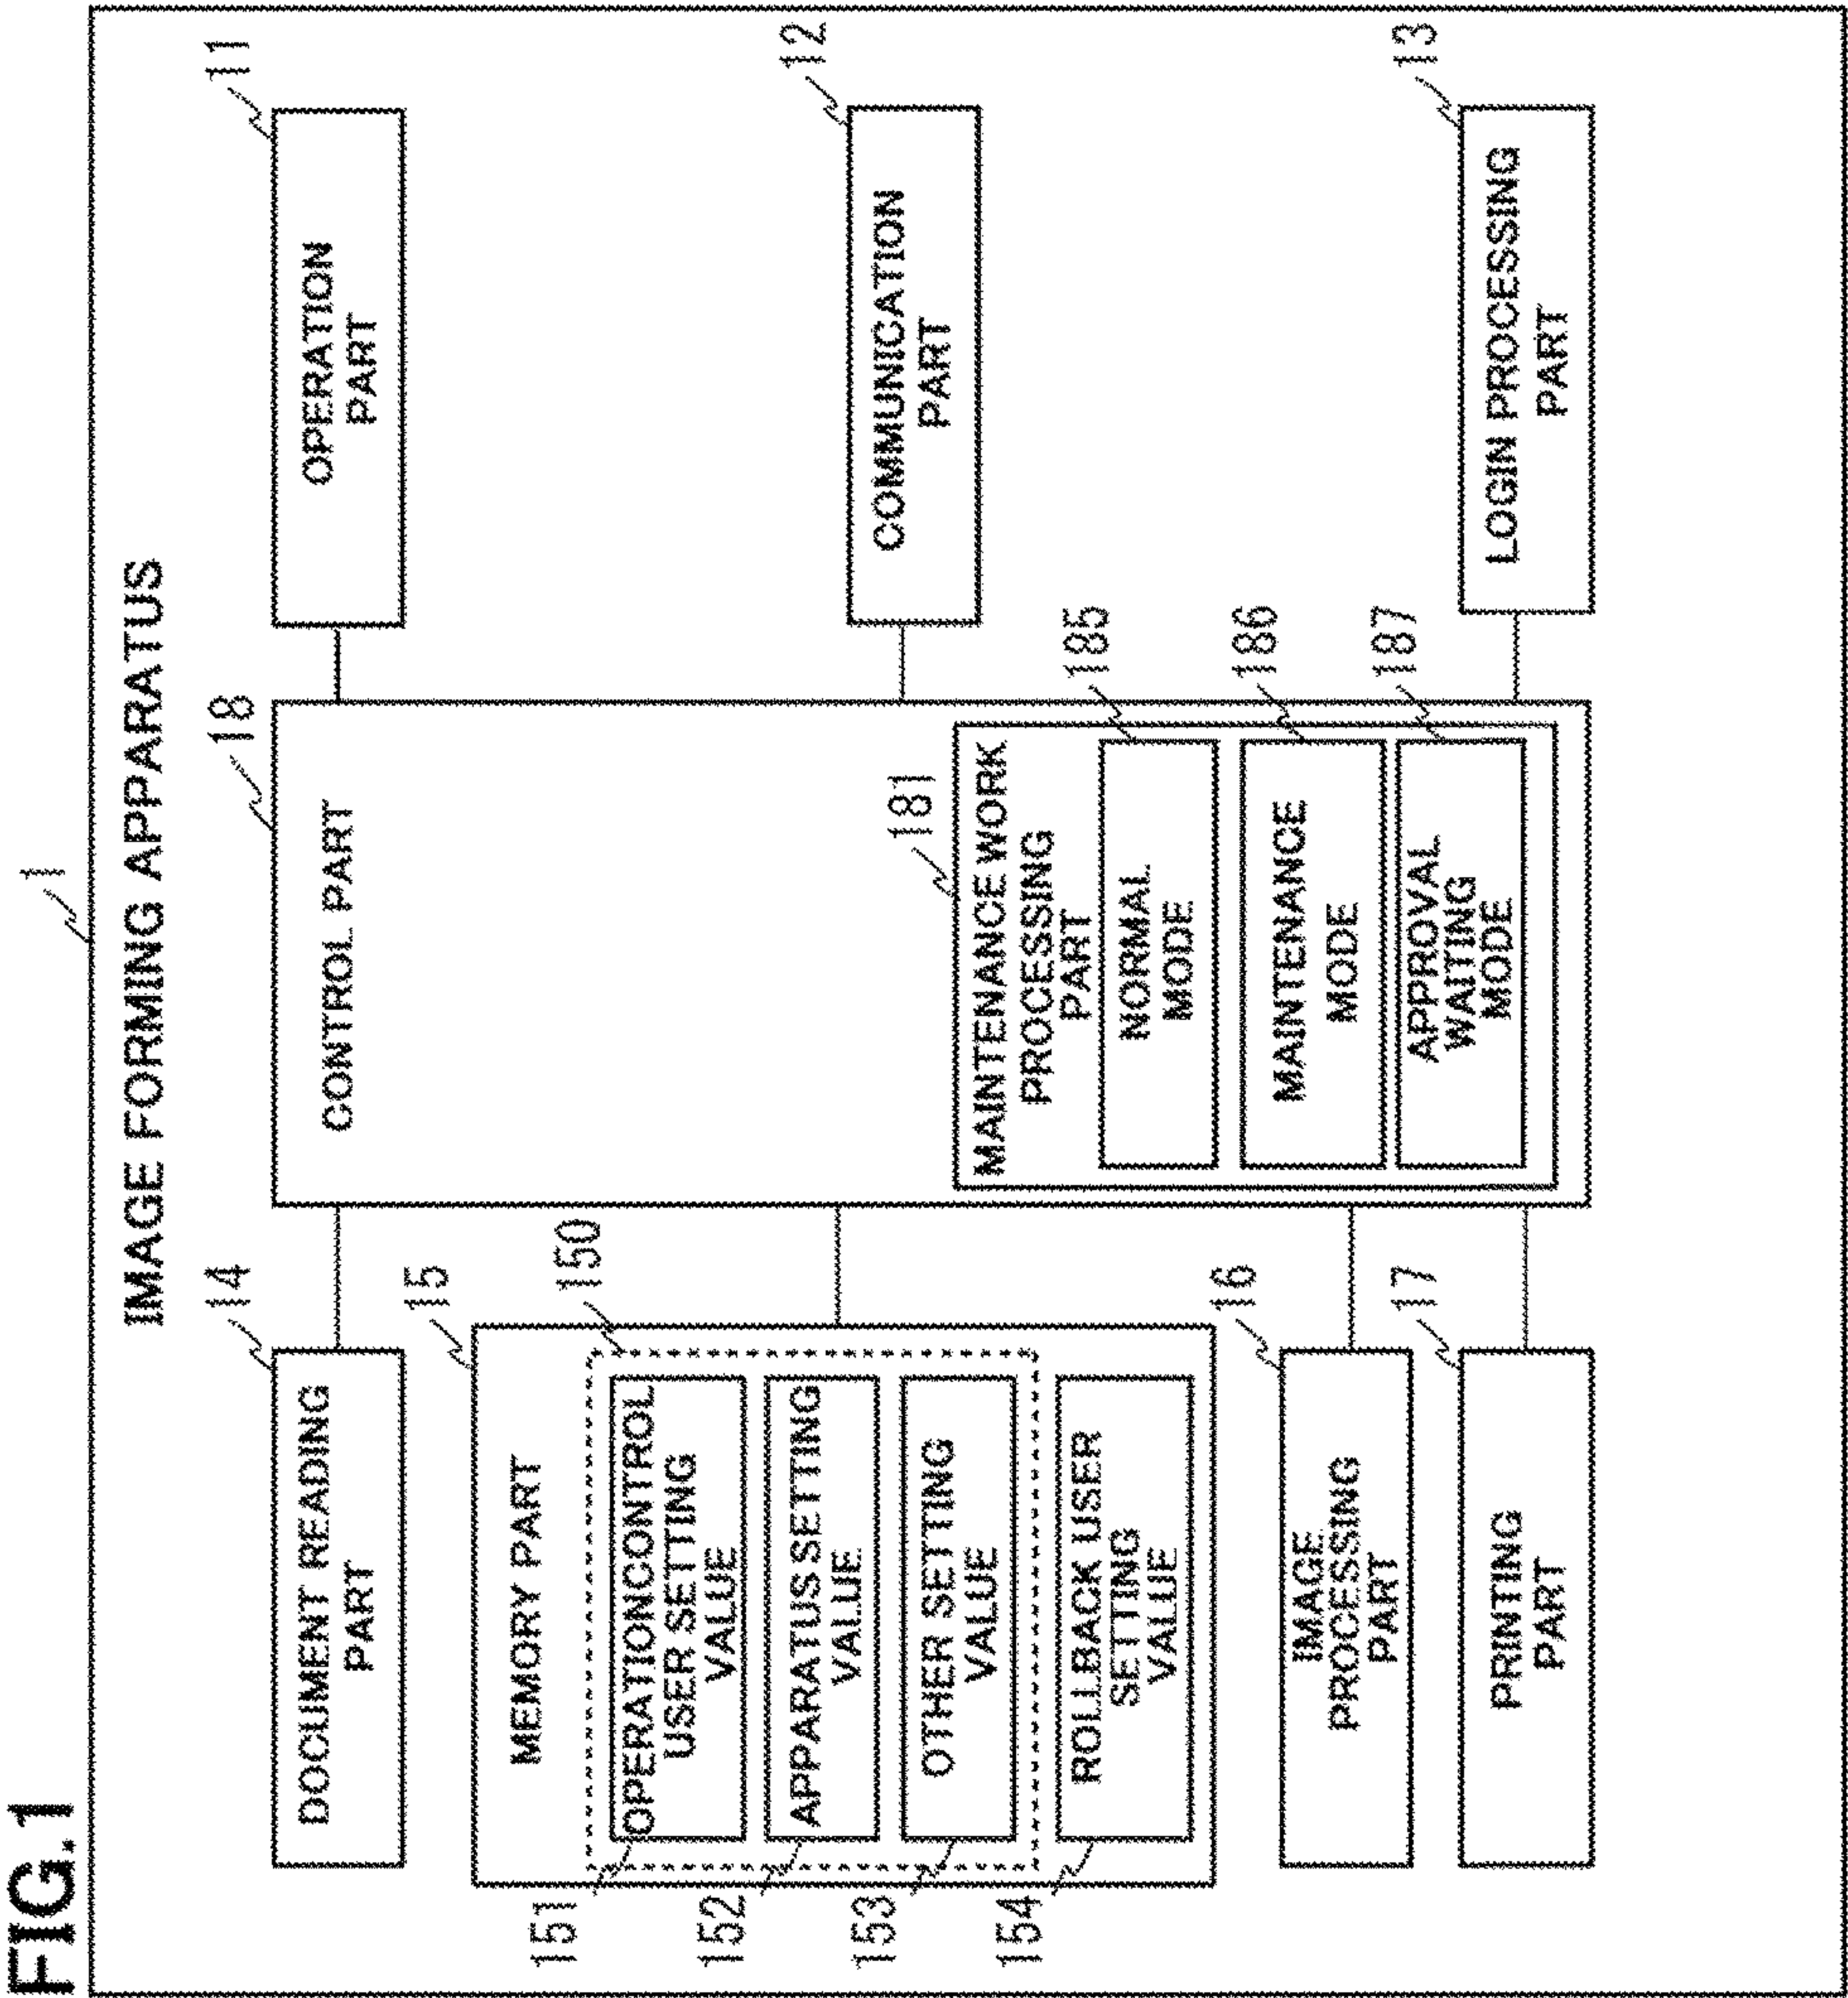 FIG.1
1
IMAGE FORMING APPARATUS
14
DOCUMENT READING
PART
15
MEMORY PART
150
151
OPERATIONCONTROL
USER SETTING
VALUE
152
APPARATUS SETTING
VALUE
153
OTHER SETTING
VALUE
154
ROLLBACK USER
SETTING
VALUE
16
IMAGE
PROCESSING
PART
17
PRINTING
PART
18
CONTROL PART
181
MAINTENANCE WORK
PROCESSING
PART
185
NORMAL
MODE
186
MAINTENANCE
MODE
187
APPROVAL
WAITING
MODE
11
OPERATION
PART
12
COMMUNICATION
PART
13
LOGIN PROCESSING
PART